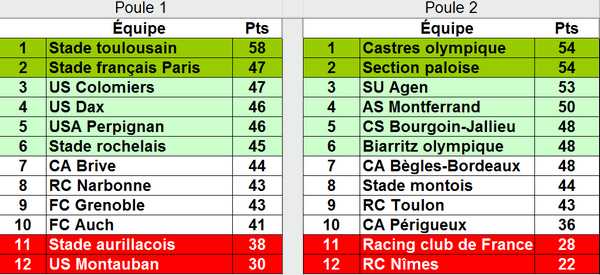 Poule 1
Équipe Pts
1 Stade toulousain 58
2 Stade français Paris 47
3 US Colomiers 47
4 US Dax 46
5 USA Perpignan 46
6 Stade rochelais 45
7 CA Brive 44
8 RC Narbonne 43
9 FC Grenoble 43
10 FC Auch 41
11 Stade aurillacois 38
12 US Montauban 30
Poule 2
Équipe Pts
1 Castres olympique 54
2 Section paloise 54
3 SU Agen 53
4 AS Montferrand 50
5 CS Bourgoin-Jallieu 48
6 Biarritz olympique 48
7 CA Bègles-Bordeaux 48
8 Stade montois 44
9 RC Toulon 43
10 CA Périgueux 36
11 Racing club de France 28
12 RC Nîmes 22